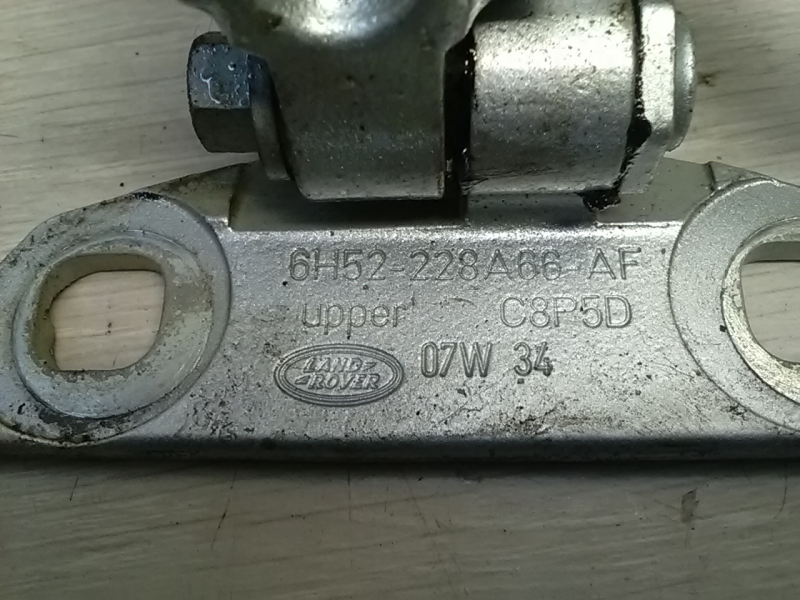 6H52-228A66-AF
upper C8P5D
LAND ROVER 07W 34